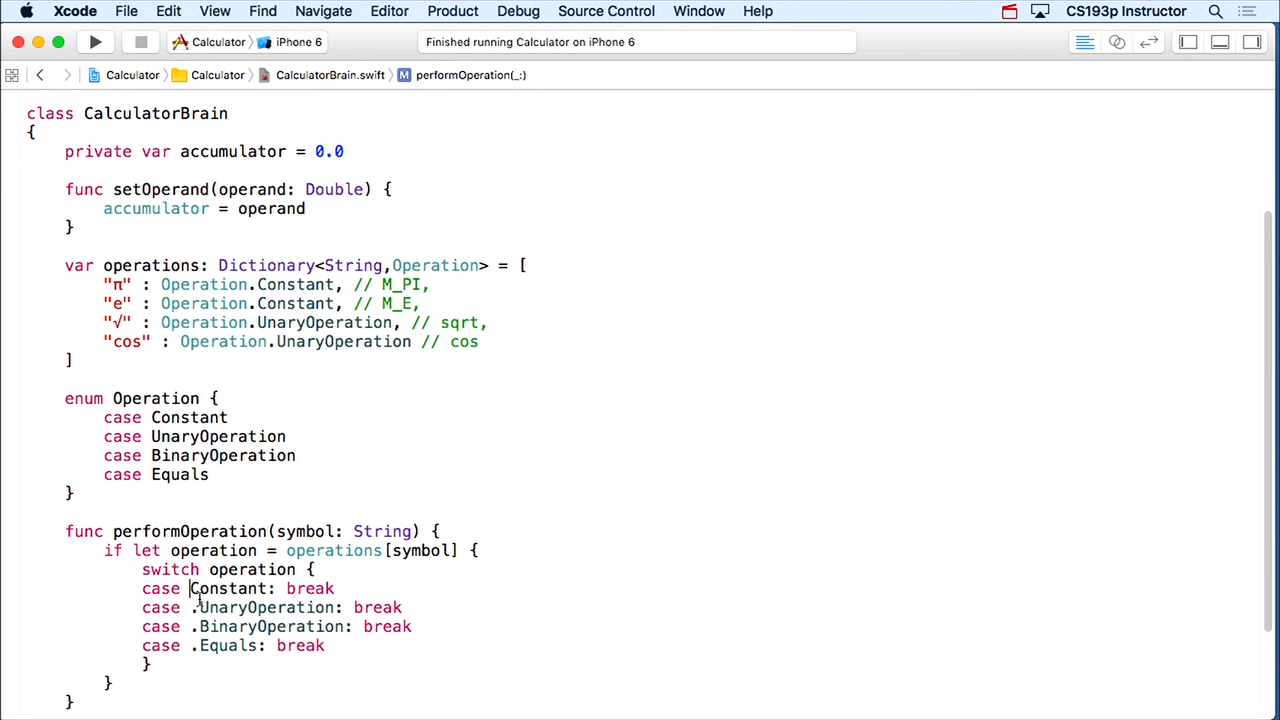 Xcode File Edit View Find Navigate Editor Product Debug Source Control Window Help CS193p Instructor
Calculator iPhone 6 Finished running Calculator on iPhone 6
Calculator Calculator CalculatorBrain.swift M performOperation(_:)
class CalculatorBrain
{
private var accumulator = 0.0
func setOperand(operand: Double) {
accumulator = operand
}
var operations: Dictionary<String,Operation> = [
"π" : Operation.Constant, // M_PI,
"e" : Operation.Constant, // M_E,
"√" : Operation.UnaryOperation, // sqrt,
"cos" : Operation.UnaryOperation // cos
]
enum Operation {
case Constant
case UnaryOperation
case BinaryOperation
case Equals
}
func performOperation(symbol: String) {
if let operation = operations[symbol] {
switch operation {
case Constant: break
case .UnaryOperation: break
case .BinaryOperation: break
case .Equals: break
}
}
}